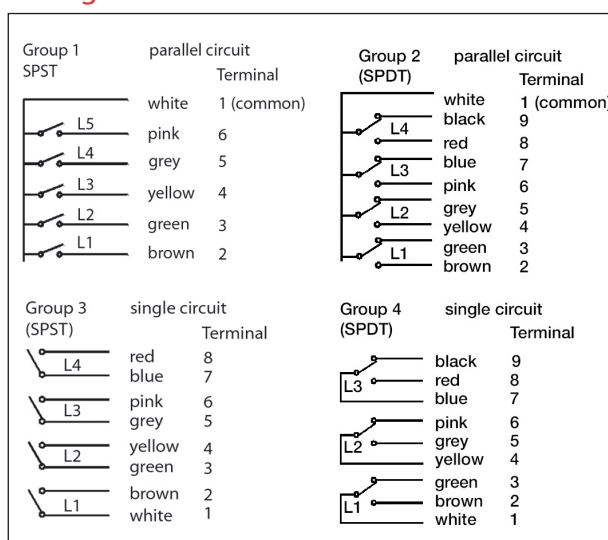 Group 1 parallel circuit
SPST Terminal
white 1 (common)
L5 pink 6
L4 grey 5
L3 yellow 4
L2 green 3
L1 brown 2
Group 2 parallel circuit
(SPDT) Terminal
white 1 (common)
black 9
L4
red 8
blue 7
L3
pink 6
grey 5
L2
yellow 4
green 3
L1
brown 2
Group 3 single circuit
(SPST) Terminal
red 8
L4
blue 7
pink 6
L3
grey 5
yellow 4
L2
green 3
brown 2
L1
white 1
Group 4 single circuit
(SPDT) Terminal
black 9
L3 red 8
blue 7
pink 6
L2 grey 5
yellow 4
green 3
L1 brown 2
white 1